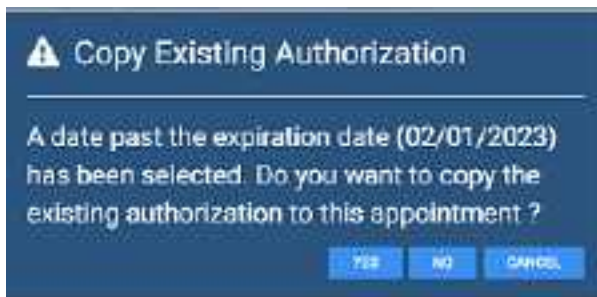 Copy Existing Authorization
A date past the expiration date (02/01/2023)
has been selected. Do you want to copy the
existing authorization to this appointment ?
YES NO CANCEL